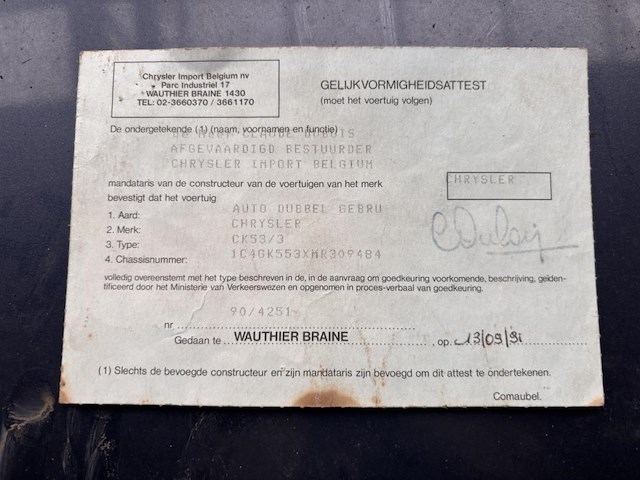 Chrysler Import Belgium nv
Parc Industriel 17
WAUTHIER BRAINE 1430
TEL: 02-3660370 / 3661170
GELIJKVORMIGHEIDSATTEST
(moet het voertuig volgen)
De ondergetekende (1) (naam, voornamen en functie)
DE HEER CLAUDE DUBOIS
AFGEVAARDIGD BESTUURDER
CHRYSLER IMPORT BELGIUM
mandataris van de constructeur van de voertuigen van het merk
CHRYSLER
bevestigt dat het voertuig
1. Aard: AUTO DUBBEL GEBRU
2. Merk: CHRYSLER
3. Type: CK53/3
4. Chassisnummer: 1C4GK553XMR309484
volledig overeenstemt met het type beschreven in de, in de aanvraag om goedkeuring voorkomende, beschrijving, geïden-
tificeerd door het Ministerie van Verkeerswezen en opgenomen in proces-verbaal van goedkeuring.
nr 90/4251-
Gedaan te WAUTHIER BRAINE, op 13/09/91
(1) Slechts de bevoegde constructeur en zijn mandataris zijn bevoegd om dit attest te ondertekenen.
Comaubel.